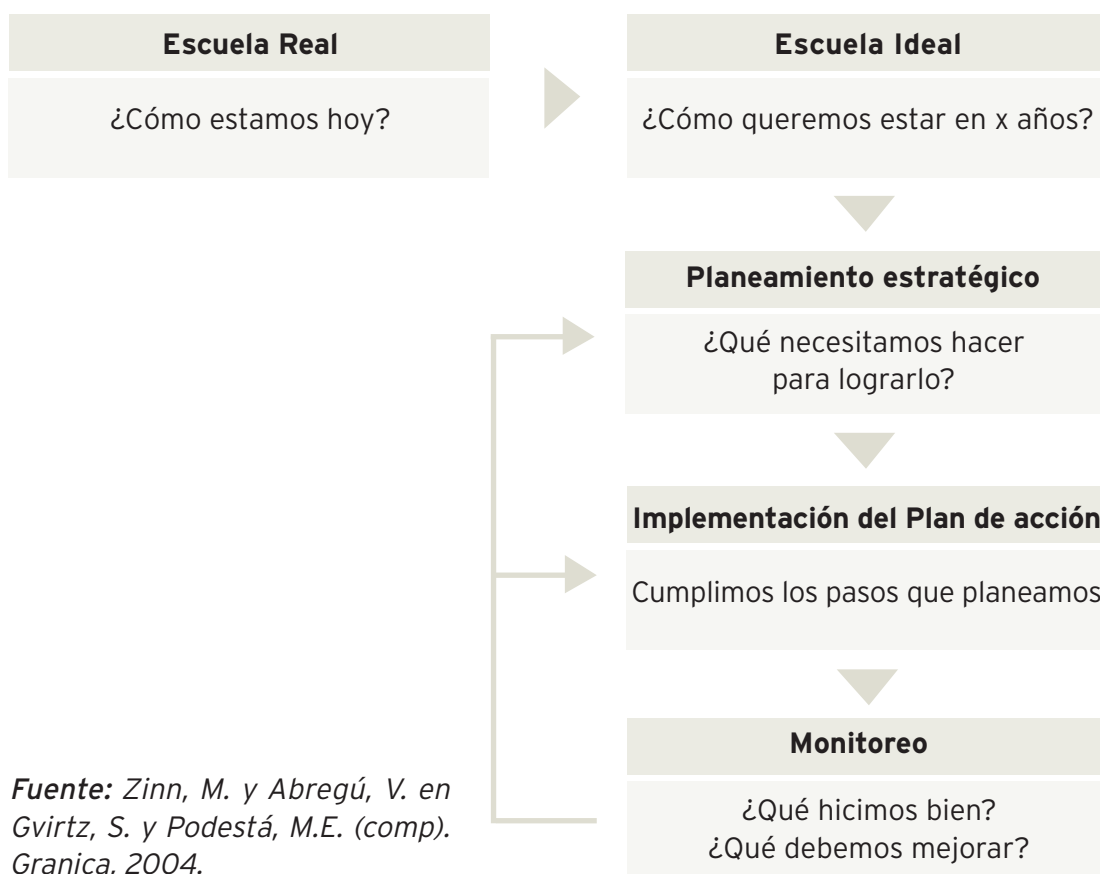 Escuela Real
¿Cómo estamos hoy?
Escuela Ideal
¿Cómo queremos estar en x años?
Planeamiento estratégico
¿Qué necesitamos hacer
para lograrlo?
Implementación del Plan de acción
Cumplimos los pasos que planeamos
Monitoreo
¿Qué hicimos bien?
¿Qué debemos mejorar?
Fuente: Zinn, M. y Abregú, V. en
Gvirtz, S. y Podestá, M.E. (comp).
Granica, 2004.